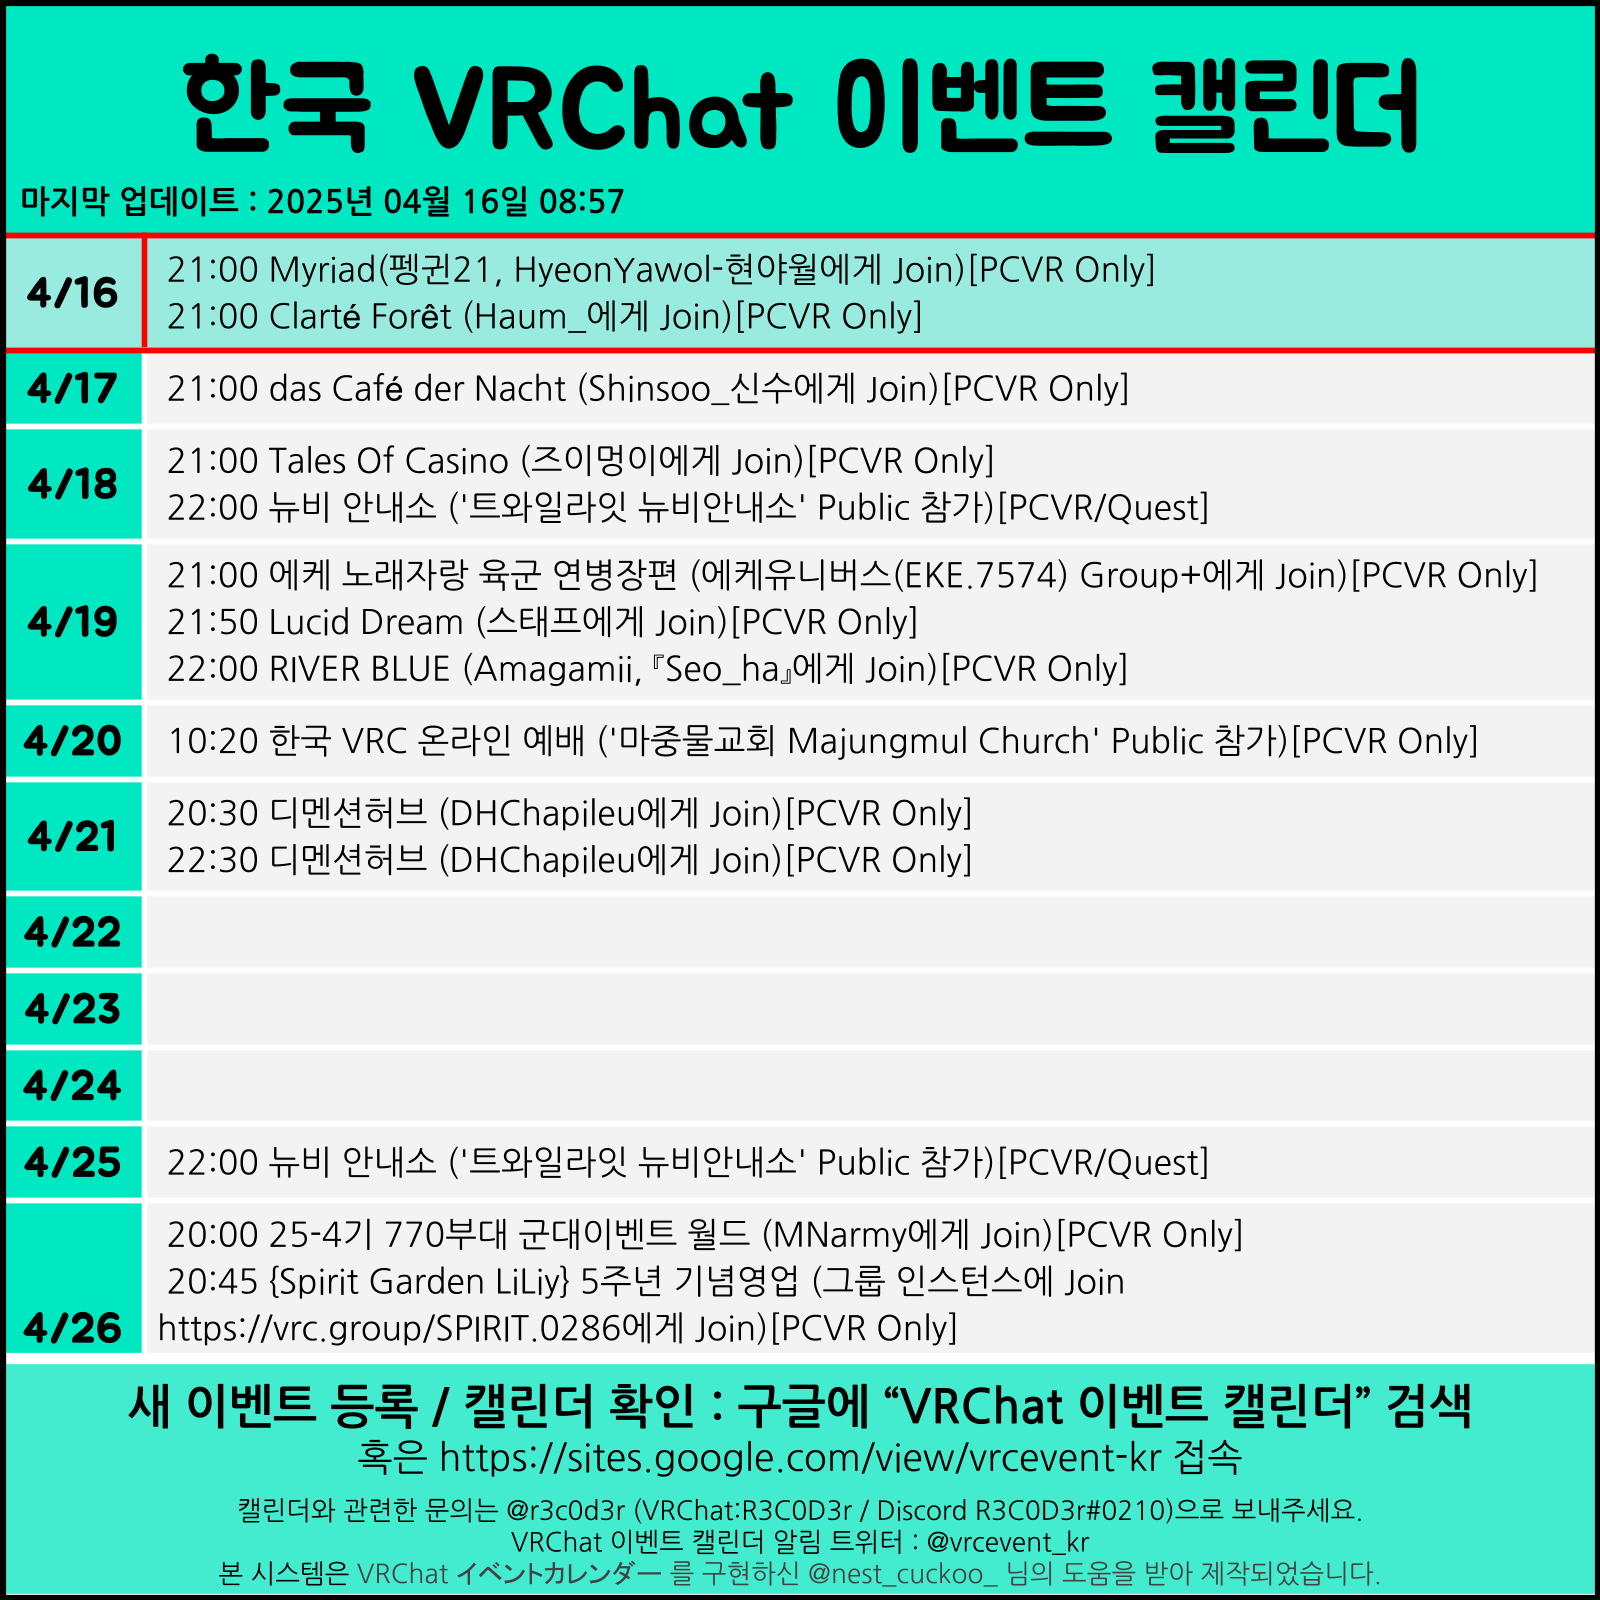 한국 VRChat 이벤트 캘린더
마지막 업데이트 : 2025년 04월 16일 08:57
4/16
21:00 Myriad(펭귄21, HyeonYawol-현야월에게 Join)[PCVR Only]
21:00 Clarté Forêt (Haum_에게 Join)[PCVR Only]
4/17
21:00 das Café der Nacht (Shinsoo_신수에게 Join)[PCVR Only]
4/18
21:00 Tales Of Casino (즈이멍이에게 Join)[PCVR Only]
22:00 뉴비 안내소 ('트와일라잇 뉴비안내소' Public 참가)[PCVR/Quest]
4/19
21:00 에케 노래자랑 육군 연병장편 (에케유니버스(EKE.7574) Group+에게 Join)[PCVR Only]
21:50 Lucid Dream (스태프에게 Join)[PCVR Only]
22:00 RIVER BLUE (Amagamii, 『Seo_ha』에게 Join)[PCVR Only]
4/20
10:20 한국 VRC 온라인 예배 ('마중물교회 Majungmul Church' Public 참가)[PCVR Only]
4/21
20:30 디멘션허브 (DHChapileu에게 Join)[PCVR Only]
22:30 디멘션허브 (DHChapileu에게 Join)[PCVR Only]
4/22
4/23
4/24
4/25
22:00 뉴비 안내소 ('트와일라잇 뉴비안내소' Public 참가)[PCVR/Quest]
4/26
20:00 25-4기 770부대 군대이벤트 월드 (MNarmy에게 Join)[PCVR Only]
20:45 {Spirit Garden LiLiy} 5주년 기념영업 (그룹 인스턴스에 Join
https://vrc.group/SPIRIT.0286에게 Join)[PCVR Only]
새 이벤트 등록 / 캘린더 확인 : 구글에 “VRChat 이벤트 캘린더” 검색
혹은 https://sites.google.com/view/vrcevent-kr 접속
캘린더와 관련한 문의는 @r3c0d3r (VRChat:R3C0D3r / Discord R3C0D3r#0210)으로 보내주세요.
VRChat 이벤트 캘린더 알림 트위터 : @vrcevent_kr
본 시스템은 VRChat イベントカレンダー 를 구현하신 @nest_cuckoo_ 님의 도움을 받아 제작되었습니다.